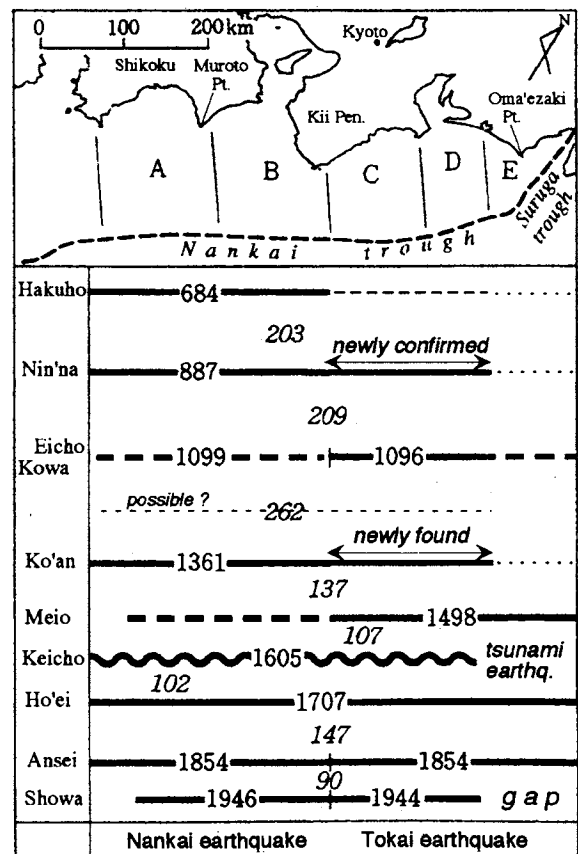 0 100 200km
Kyoto
N
Shikoku
Muroto Pt.
Kii Pen.
Oma'ezaki Pt.
A B C D E
Nankai trough
Suruga trough
Hakuho 684
203
newly confirmed
Nin'na 887
209
Eicho
Kowa 1099 1096
possible ?
262
newly found
Ko'an 1361
137
Meio 1498
107
Keicho 1605 tsunami earthq.
102
Ho'ei 1707
147
Ansei 1854 1854
90
Showa 1946 1944 gap
Nankai earthquake Tokai earthquake